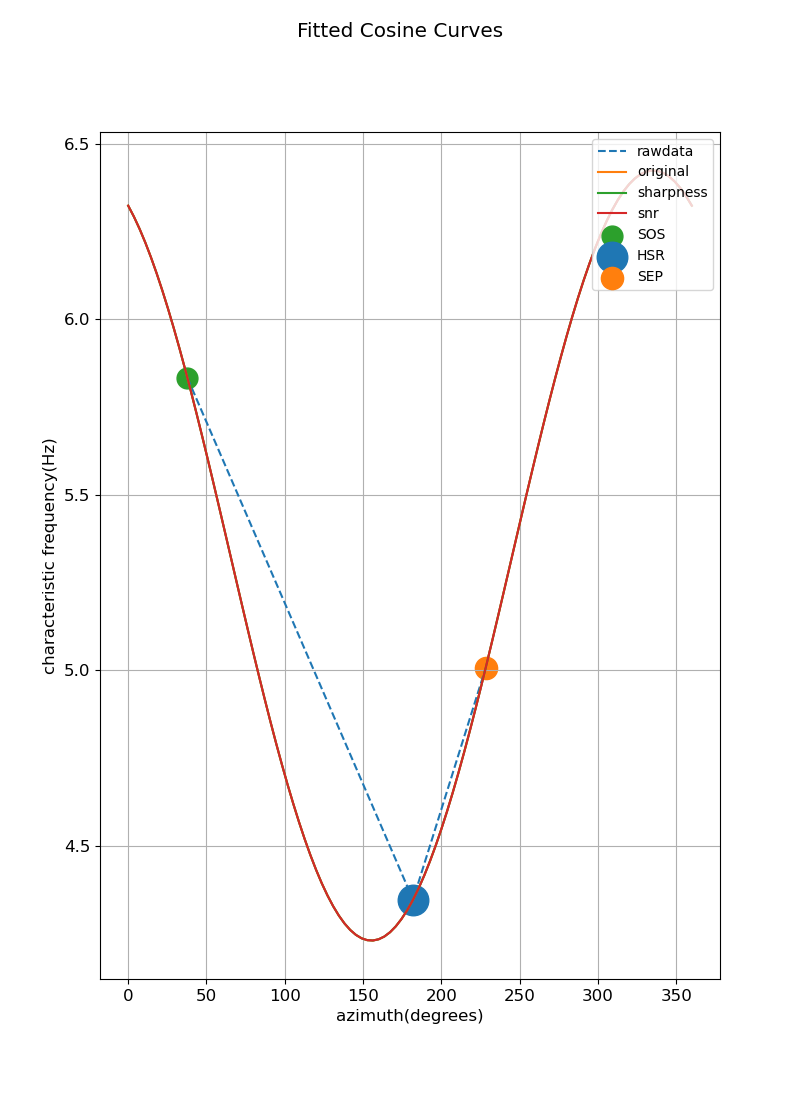 Fitted Cosine Curves
6.5
6.0
5.5
5.0
4.5
characteristic frequency(Hz)
rawdata
original
sharpness
snr
SOS
HSR
SEP
0 50 100 150 200 250 300 350
azimuth(degrees)